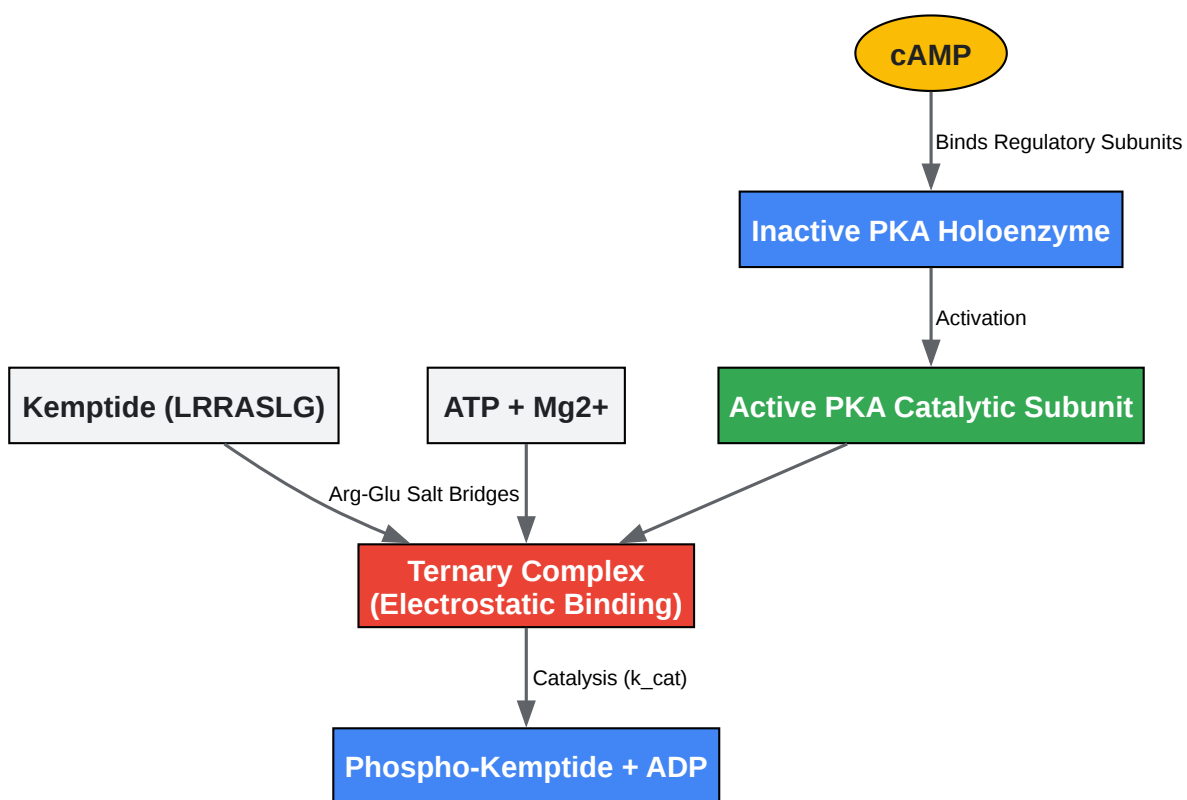 cAMP
Binds Regulatory Subunits
Inactive PKA Holoenzyme
Activation
Kemptide (LRRASLG)
ATP + Mg2+
Active PKA Catalytic Subunit
Arg-Glu Salt Bridges
Ternary Complex
(Electrostatic Binding)
Catalysis (k_cat)
Phospho-Kemptide + ADP